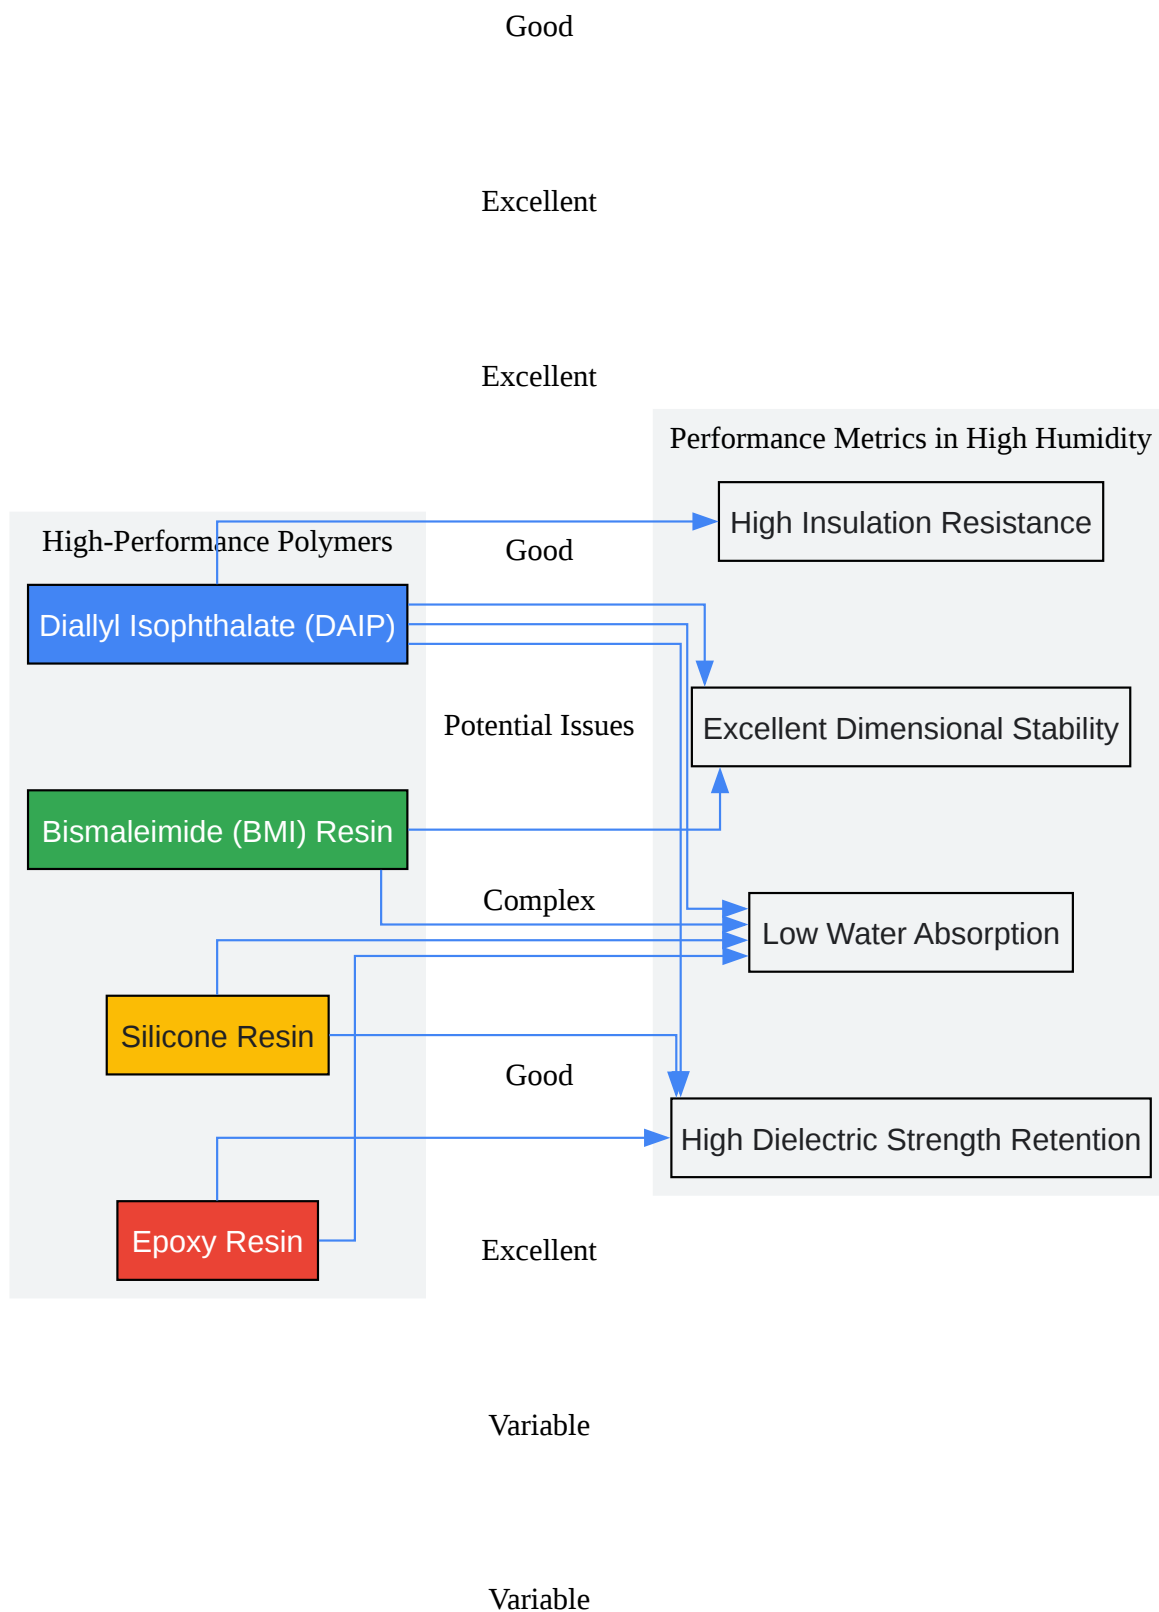 Good
Excellent
Excellent
Performance Metrics in High Humidity
High Insulation Resistance
High-Performance Polymers
Good
Diallyl Isophthalate (DAIP)
Potential Issues
Excellent Dimensional Stability
Bismaleimide (BMI) Resin
Complex
Low Water Absorption
Silicone Resin
Good
High Dielectric Strength Retention
Epoxy Resin
Excellent
Variable
Variable